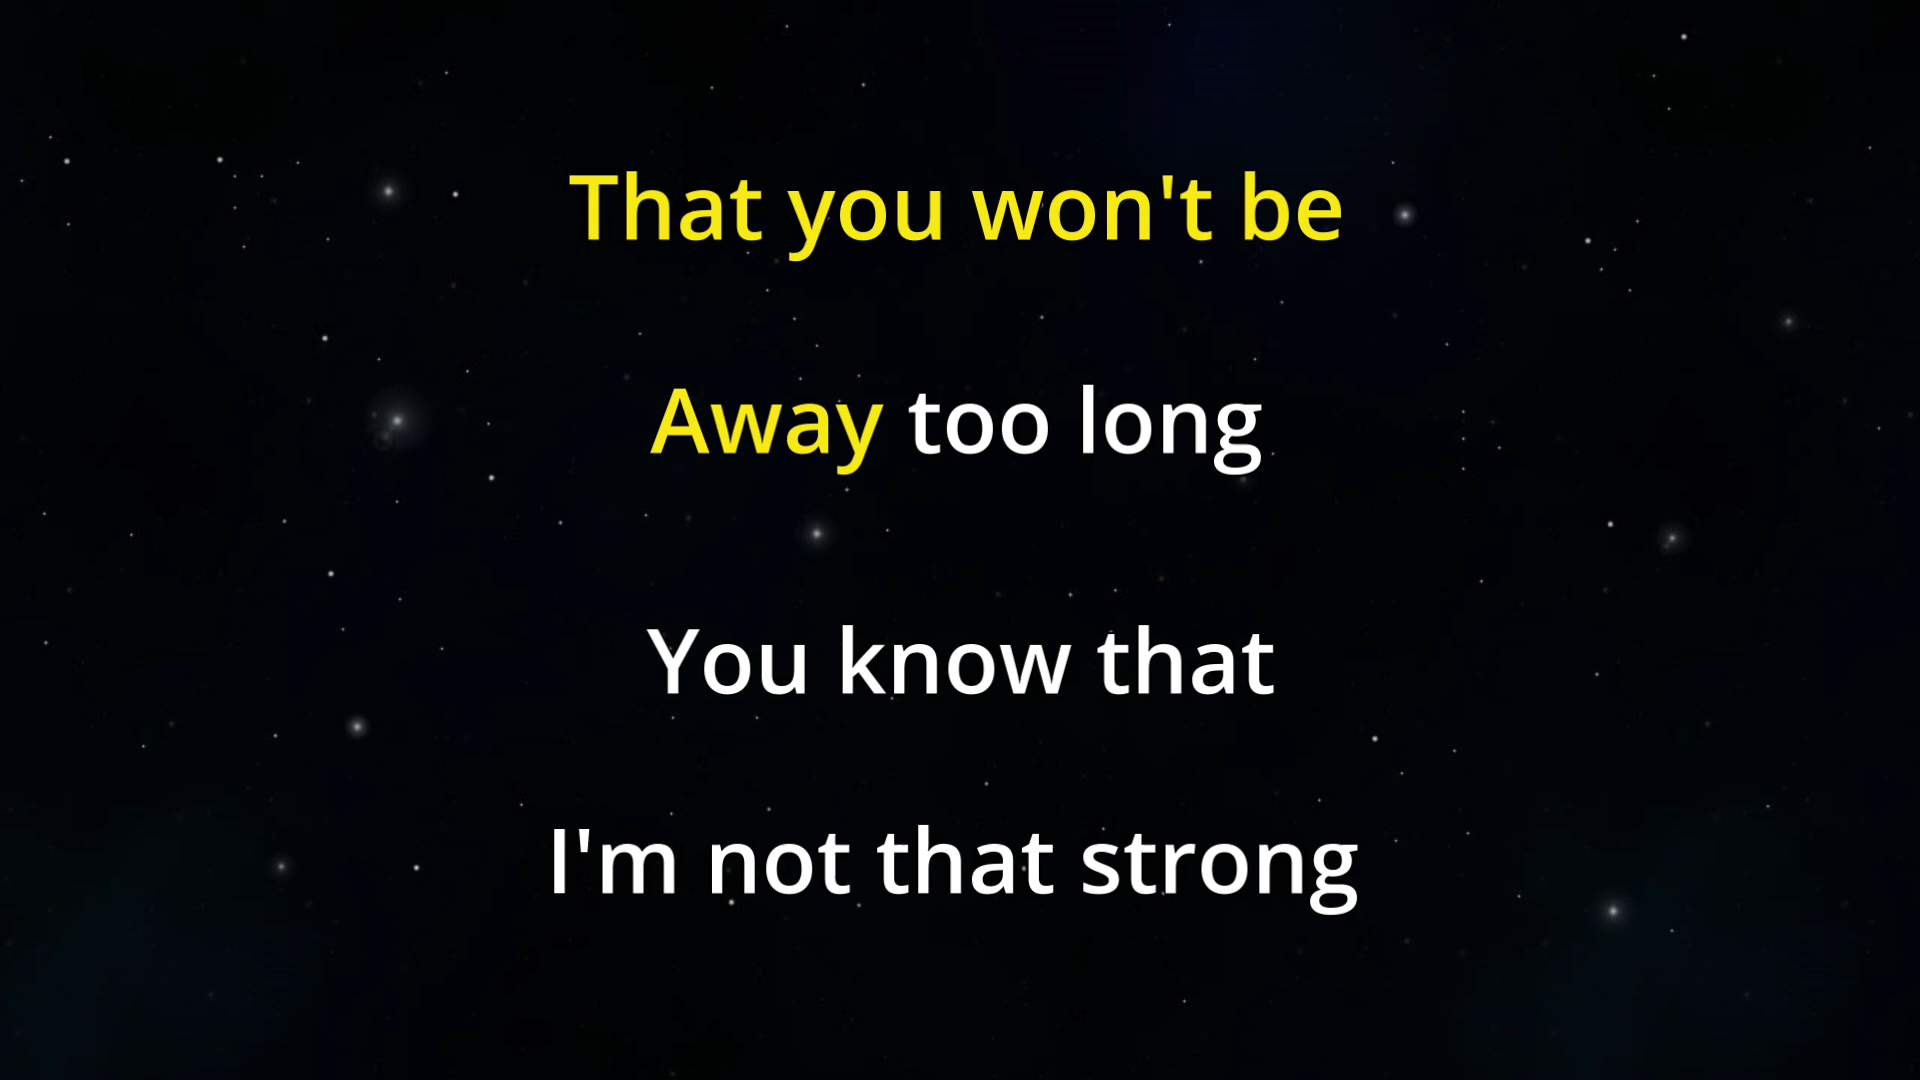 That you won't be
Away too long
You know that
I'm not that strong